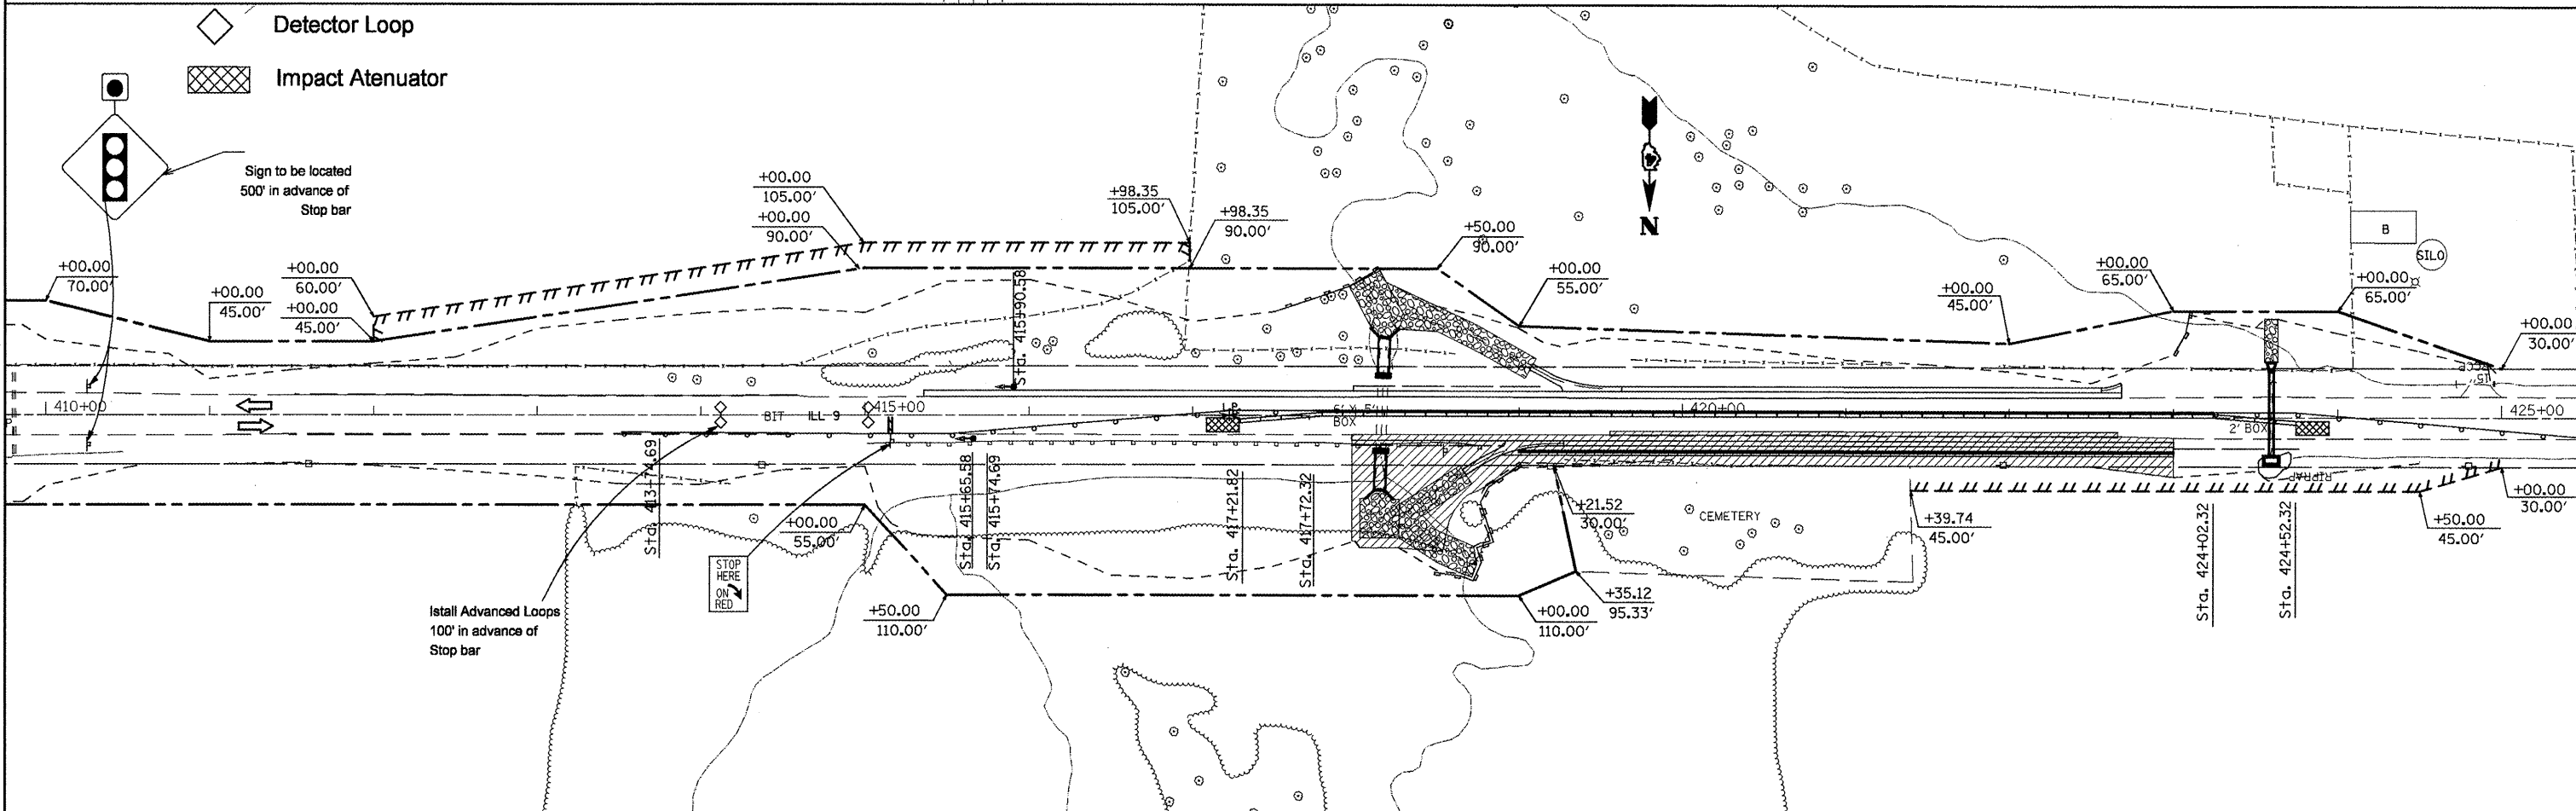 Detector Loop
Impact Atenuator
Sign to be located
500' in advance of
Stop bar
+00.00
70.00'
+00.00
45.00'
+00.00
60.00'
+00.00
45.00'
+00.00
105.00'
+00.00
90.00'
+98.35
105.00'
+98.35
90.00'
+50.00
90.00'
+00.00
55.00'
+00.00
45.00'
+00.00
65.00'
+00.00
65.00'
+00.00
30.00'
N
B
SILO
Sta. 415+90.58
410+00
BIT
ILL 9
415+00
BOX
420+00
2' BOX
425+00
15"
RIPRAP
Sta. 413+74.69
Sta. 415+65.58
Sta. 415+74.69
Sta. 417+21.82
Sta. 417+72.32
Sta. 424+02.32
Sta. 424+52.32
+00.00
55.00'
+50.00
110.00'
+00.00
110.00'
+35.12
95.33'
+21.52
30.00'
CEMETERY
+39.74
45.00'
+50.00
45.00'
+00.00
30.00'
STOP
HERE
ON
RED
Istall Advanced Loops
100' in advance of
Stop bar